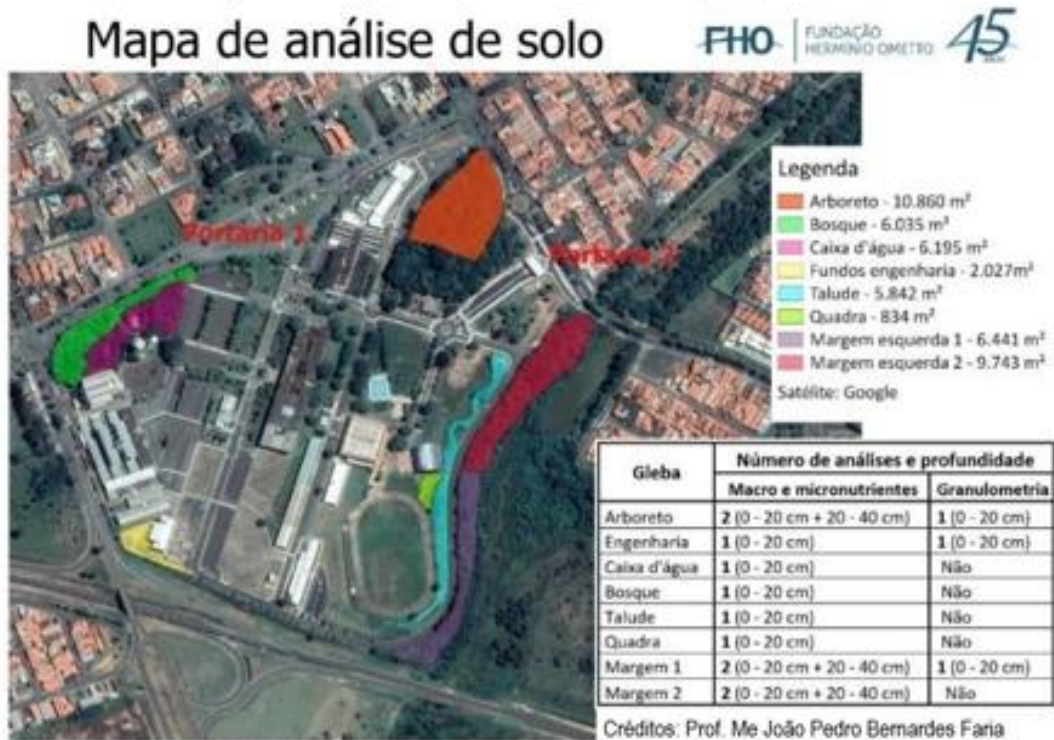 Mapa de análise de solo
FHO
FUNDAÇÃO
HERMÍNIO OMETTO
45
Portaria 1
Portaria 2
Legenda
Arboreto - 10.860 m²
Bosque - 6.035 m²
Caixa d'água - 6.195 m²
Fundos engenharia - 2.027m²
Talude - 5.842 m²
Quadra - 834 m²
Margem esquerda 1 - 6.441 m²
Margem esquerda 2 - 9.743 m²
Satélite: Google
Gleba Número de análises e profundidade
Macro e micronutrientes Granulometria
Arboreto 2 (0 - 20 cm + 20 - 40 cm) 1 (0 - 20 cm)
Engenharia 1 (0 - 20 cm) 1 (0 - 20 cm)
Caixa d'água 1 (0 - 20 cm) Não
Bosque 1 (0 - 20 cm) Não
Talude 1 (0 - 20 cm) Não
Quadra 1 (0 - 20 cm) Não
Margem 1 2 (0 - 20 cm + 20 - 40 cm) 1 (0 - 20 cm)
Margem 2 2 (0 - 20 cm + 20 - 40 cm) Não
Créditos: Prof. Me João Pedro Bernardes Faria